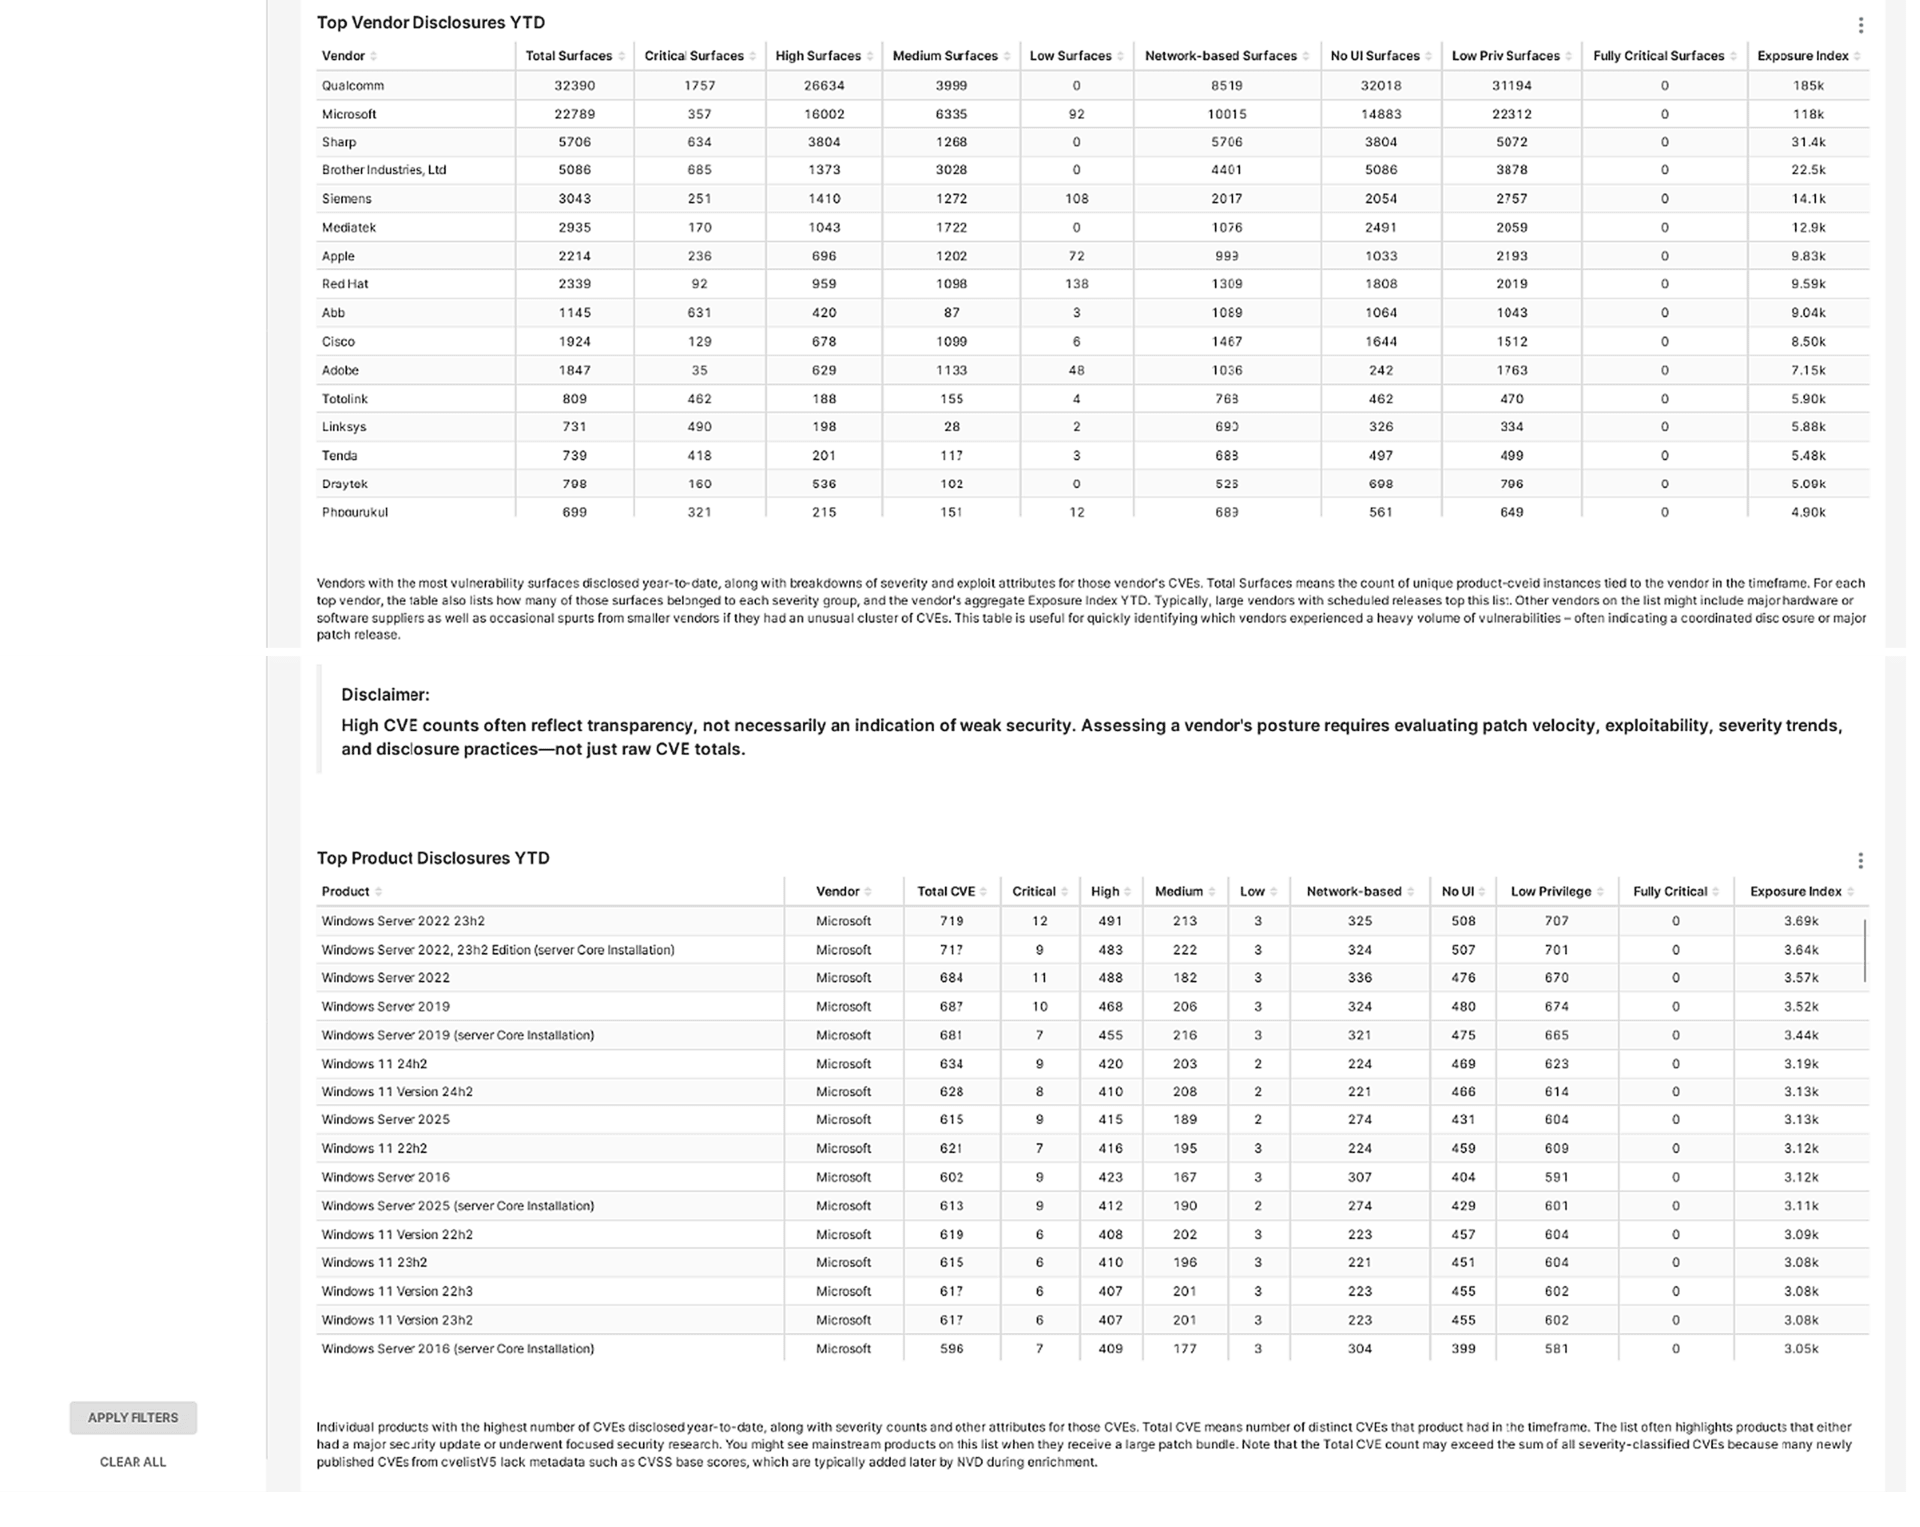 Top Vendor Disclosures YTD
Vendor Total Surfaces Critical Surfaces High Surfaces Medium Surfaces Low Surfaces Network-based Surfaces No UI Surfaces Low Priv Surfaces Fully Critical Surfaces Exposure Index
Qualcomm 32390 1757 26634 3999 0 8519 32018 31194 0 185k
Microsoft 22789 357 16002 6335 92 10015 14883 22312 0 118k
Sharp 5706 634 3804 1268 0 5706 3804 5072 0 31.4k
Brother Industries, Ltd 5086 685 1373 3028 0 4401 5086 3878 0 22.5k
Siemens 3043 251 1410 1272 108 2017 2054 2757 0 14.1k
Mediatek 2935 170 1043 1722 0 1076 2491 2059 0 12.9k
Apple 2214 236 696 1202 72 999 1033 2193 0 9.83k
Red Hat 2339 92 959 1098 138 1309 1808 2019 0 9.59k
Abb 1145 631 420 87 3 1089 1064 1043 0 9.04k
Cisco 1924 129 678 1099 6 1467 1644 1512 0 8.50k
Adobe 1847 35 629 1133 48 1036 242 1763 0 7.15k
Totolink 809 462 188 155 4 768 462 470 0 5.90k
Linksys 731 490 198 28 2 690 326 334 0 5.88k
Tenda 739 418 201 117 3 688 497 499 0 5.48k
Draytek 798 160 536 102 0 526 698 796 0 5.09k
Phpgurukul 699 321 215 151 12 689 561 649 0 4.90k
Vendors with the most vulnerability surfaces disclosed year-to-date, along with breakdowns of severity and exploit attributes for those vendor's CVEs. Total Surfaces means the count of unique product-cveid instances tied to the vendor in the timeframe. For each
top vendor, the table also lists how many of those surfaces belonged to each severity group, and the vendor's aggregate Exposure Index YTD. Typically, large vendors with scheduled releases top this list. Other vendors on the list might include major hardware or
software suppliers as well as occasional spurts from smaller vendors if they had an unusual cluster of CVEs. This table is useful for quickly identifying which vendors experienced a heavy volume of vulnerabilities – often indicating a coordinated disclosure or major
patch release.
Disclaimer:
High CVE counts often reflect transparency, not necessarily an indication of weak security. Assessing a vendor's posture requires evaluating patch velocity, exploitability, severity trends,
and disclosure practices—not just raw CVE totals.
Top Product Disclosures YTD
Product Vendor Total CVE Critical High Medium Low Network-based No UI Low Privilege Fully Critical Exposure Index
Windows Server 2022 23h2 Microsoft 719 12 491 213 3 325 508 707 0 3.69k
Windows Server 2022, 23h2 Edition (server Core Installation) Microsoft 717 9 483 222 3 324 507 701 0 3.64k
Windows Server 2022 Microsoft 684 11 488 182 3 336 476 670 0 3.57k
Windows Server 2019 Microsoft 687 10 468 206 3 324 480 674 0 3.52k
Windows Server 2019 (server Core Installation) Microsoft 681 7 455 216 3 321 475 665 0 3.44k
Windows 11 24h2 Microsoft 634 9 420 203 2 224 469 623 0 3.19k
Windows 11 Version 24h2 Microsoft 628 8 410 208 2 221 466 614 0 3.13k
Windows Server 2025 Microsoft 615 9 415 189 2 274 431 604 0 3.13k
Windows 11 22h2 Microsoft 621 7 416 195 3 224 459 609 0 3.12k
Windows Server 2016 Microsoft 602 9 423 167 3 307 404 591 0 3.12k
Windows Server 2025 (server Core Installation) Microsoft 613 9 412 190 2 274 429 601 0 3.11k
Windows 11 Version 22h2 Microsoft 619 6 408 202 3 223 457 604 0 3.09k
Windows 11 23h2 Microsoft 615 6 410 196 3 221 451 604 0 3.08k
Windows 11 Version 22h3 Microsoft 617 6 407 201 3 223 455 602 0 3.08k
Windows 11 Version 23h2 Microsoft 617 6 407 201 3 223 455 602 0 3.08k
Windows Server 2016 (server Core Installation) Microsoft 596 7 409 177 3 304 399 581 0 3.05k
APPLY FILTERS
CLEAR ALL
Individual products with the highest number of CVEs disclosed year-to-date, along with severity counts and other attributes for those CVEs. Total CVE means number of distinct CVEs that product had in the timeframe. The list often highlights products that either
had a major security update or underwent focused security research. You might see mainstream products on this list when they receive a large patch bundle. Note that the Total CVE count may exceed the sum of all severity-classified CVEs because many newly
published CVEs from cvelistV5 lack metadata such as CVSS base scores, which are typically added later by NVD during enrichment.